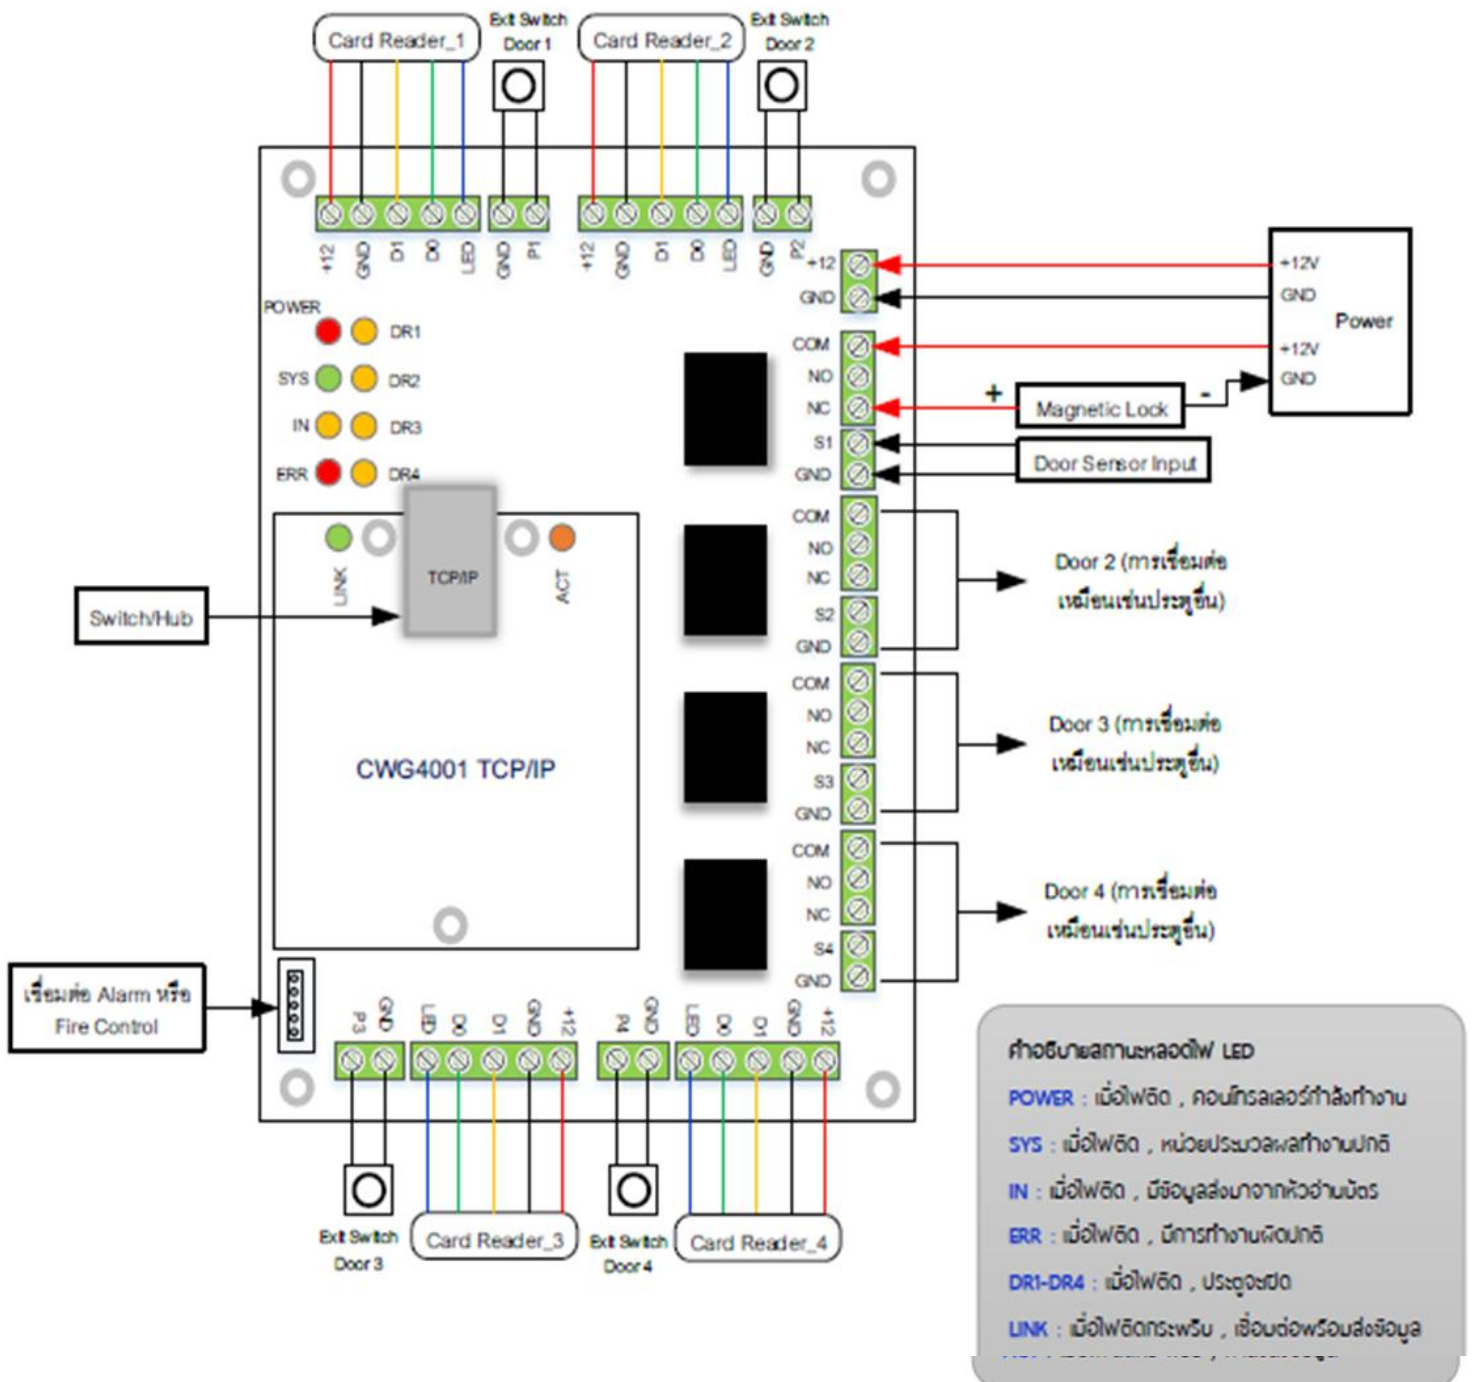 Card Reader_1
Exit Switch
Door 1
Card Reader_2
Exit Switch
Door 2
+12
GND
D1
D0
LED
GND
P1
+12
GND
D1
D0
LED
GND
P2
+12
GND
+12V
GND
+12V
GND
Power
POWER
DR1
SYS
DR2
IN
DR3
ERR
DR4
COM
NO
NC
S1
GND
+
Magnetic Lock
-
Door Sensor Input
LINK
TCP/IP
ACT
Switch/Hub
CWG4001 TCP/IP
COM
NO
NC
S2
GND
Door 2 (การเชื่อมต่อ
เหมือนเช่นประตูอื่น)
COM
NO
NC
S3
GND
Door 3 (การเชื่อมต่อ
เหมือนเช่นประตูอื่น)
COM
NO
NC
S4
GND
Door 4 (การเชื่อมต่อ
เหมือนเช่นประตูอื่น)
เชื่อมต่อ Alarm หรือ
Fire Control
P3
GND
LED
D0
D1
GND
+12
P4
GND
LED
D0
D1
GND
+12
Exit Switch
Door 3
Card Reader_3
Exit Switch
Door 4
Card Reader_4
คำอธิบายสถานะหลอดไฟ LED
POWER : เมื่อไฟติด , คอนโทรลเลอร์กำลังทำงาน
SYS : เมื่อไฟติด , หน่วยประมวลผลทำงานปกติ
IN : เมื่อไฟติด , มีข้อมูลส่งมาจากหัวอ่านบัตร
ERR : เมื่อไฟติด , มีการทำงานผิดปกติ
DR1-DR4 : เมื่อไฟติด , ประตูจะเปิด
LINK : เมื่อไฟติดกระพริบ , เชื่อมต่อพร้อมส่งข้อมูล